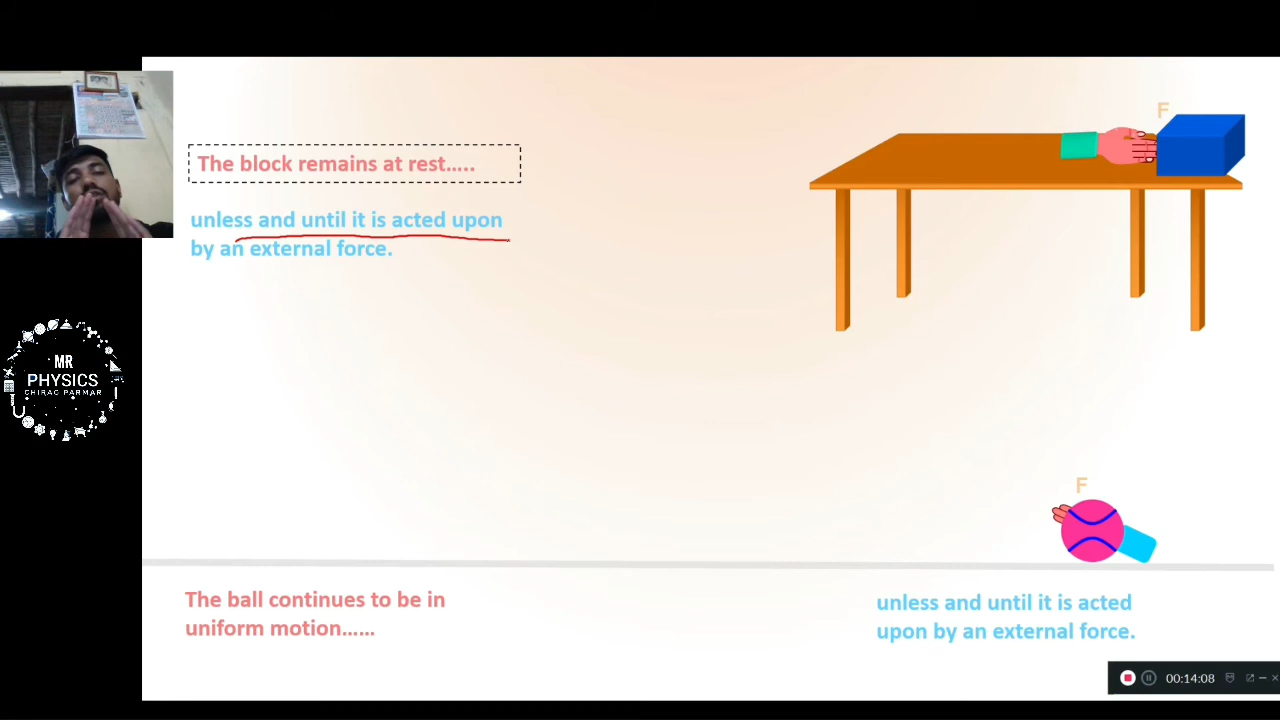 F
The block remains at rest.....
unless and until it is acted upon
by an external force.
MR
PHYSICS
CHIRAG PARMAR
F
The ball continues to be in
uniform motion......
unless and until it is acted
upon by an external force.
00:14:08